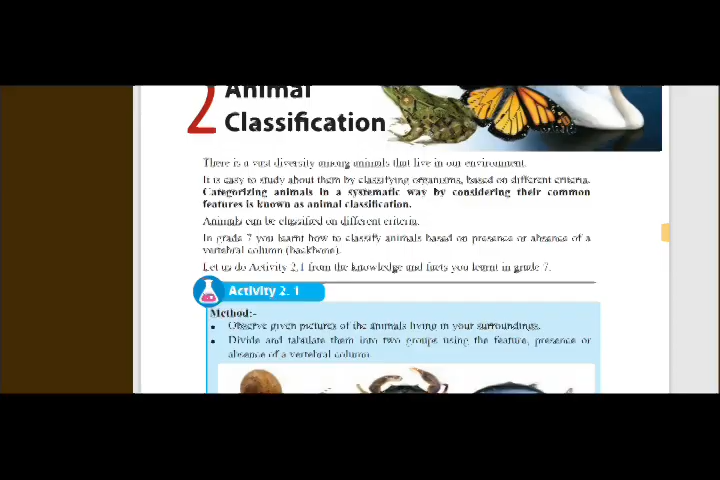 2 Animal
Classification
There is a vast diversity among animals that live in our environment.
It is easy to study about them by classifying organisms, based on different criteria.
Categorizing animals in a systematic way by considering their common
features is known as animal classification.
Animals can be classified on different criteria.
In grade 7 you learnt how to classify animals based on presence or absence of a
vertebral column (backbone).
Let us do Activity 2.1 from the knowledge and facts you learnt in grade 7.
Activity 2. 1
Method:-
• Observe given pictures of the animals living in your surroundings.
• Divide and tabulate them into two groups using the feature, presence or
absence of a vertebral column.